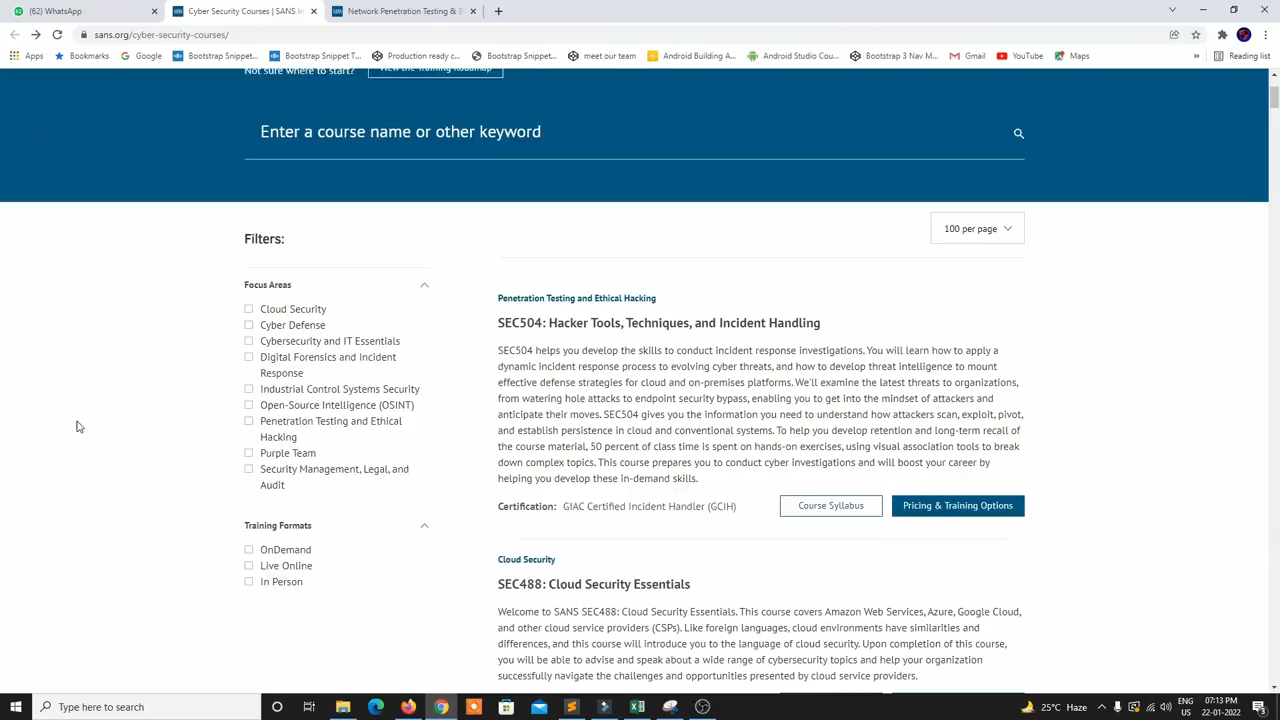 (62) WhatsApp
Cyber Security Courses | SANS In
Network Penetration Testing & E
sans.org/cyber-security-courses/
Apps
Bookmarks
Google
Bootstrap Snippet...
Bootstrap Snippet T...
Production ready c...
Bootstrap Snippet...
meet our team
Android Building A...
Android Studio Cou...
Bootstrap 3 Nav M...
Gmail
YouTube
Maps
»
Reading list
Not sure where to start?
View the Training Roadmap
Enter a course name or other keyword
Filters:
100 per page
Focus Areas
Cloud Security
Cyber Defense
Cybersecurity and IT Essentials
Digital Forensics and Incident
Response
Industrial Control Systems Security
Open-Source Intelligence (OSINT)
Penetration Testing and Ethical
Hacking
Purple Team
Security Management, Legal, and
Audit
Training Formats
OnDemand
Live Online
In Person
Penetration Testing and Ethical Hacking
SEC504: Hacker Tools, Techniques, and Incident Handling
SEC504 helps you develop the skills to conduct incident response investigations. You will learn how to apply a
dynamic incident response process to evolving cyber threats, and how to develop threat intelligence to mount
effective defense strategies for cloud and on-premises platforms. We'll examine the latest threats to organizations,
from watering hole attacks to endpoint security bypass, enabling you to get into the mindset of attackers and
anticipate their moves. SEC504 gives you the information you need to understand how attackers scan, exploit, pivot,
and establish persistence in cloud and conventional systems. To help you develop retention and long-term recall of
the course material, 50 percent of class time is spent on hands-on exercises, using visual association tools to break
down complex topics. This course prepares you to conduct cyber investigations and will boost your career by
helping you develop these in-demand skills.
Certification: GIAC Certified Incident Handler (GCIH)
Course Syllabus
Pricing & Training Options
Cloud Security
SEC488: Cloud Security Essentials
Welcome to SANS SEC488: Cloud Security Essentials. This course covers Amazon Web Services, Azure, Google Cloud,
and other cloud service providers (CSPs). Like foreign languages, cloud environments have similarities and
differences, and this course will introduce you to the language of cloud security. Upon completion of this course,
you will be able to advise and speak about a wide range of cybersecurity topics and help your organization
successfully navigate the challenges and opportunities presented by cloud service providers.
Type here to search
25°C Haze
ENG
US
07:13 PM
22-01-2022